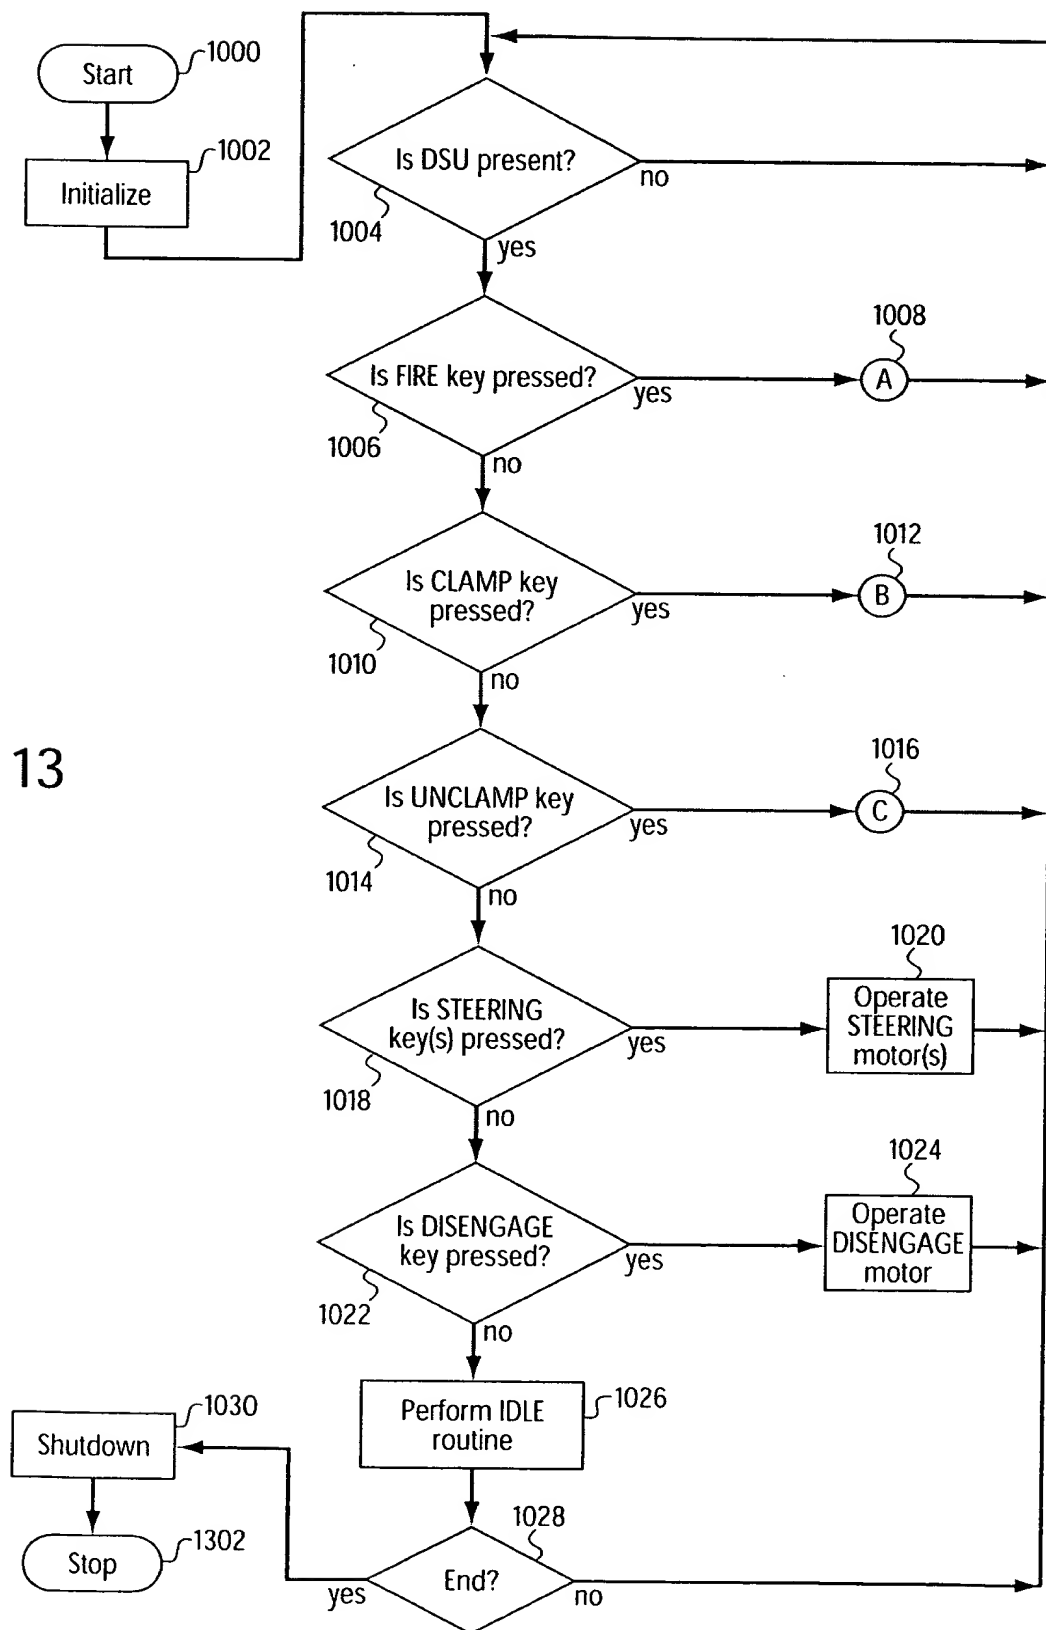 Start
1000
Initialize
1002
Is DSU present?
no
1004
yes
Is FIRE key pressed?
yes
1006
no
1008
A
Is CLAMP key
pressed?
yes
1010
no
1012
B
13
Is UNCLAMP key
pressed?
yes
1014
no
1016
C
Is STEERING
key(s) pressed?
yes
1018
no
1020
Operate
STEERING
motor(s)
Is DISENGAGE
key pressed?
yes
1022
no
1024
Operate
DISENGAGE
motor
Perform IDLE
routine
1026
1030
Shutdown
1302
Stop
1028
End?
yes
no